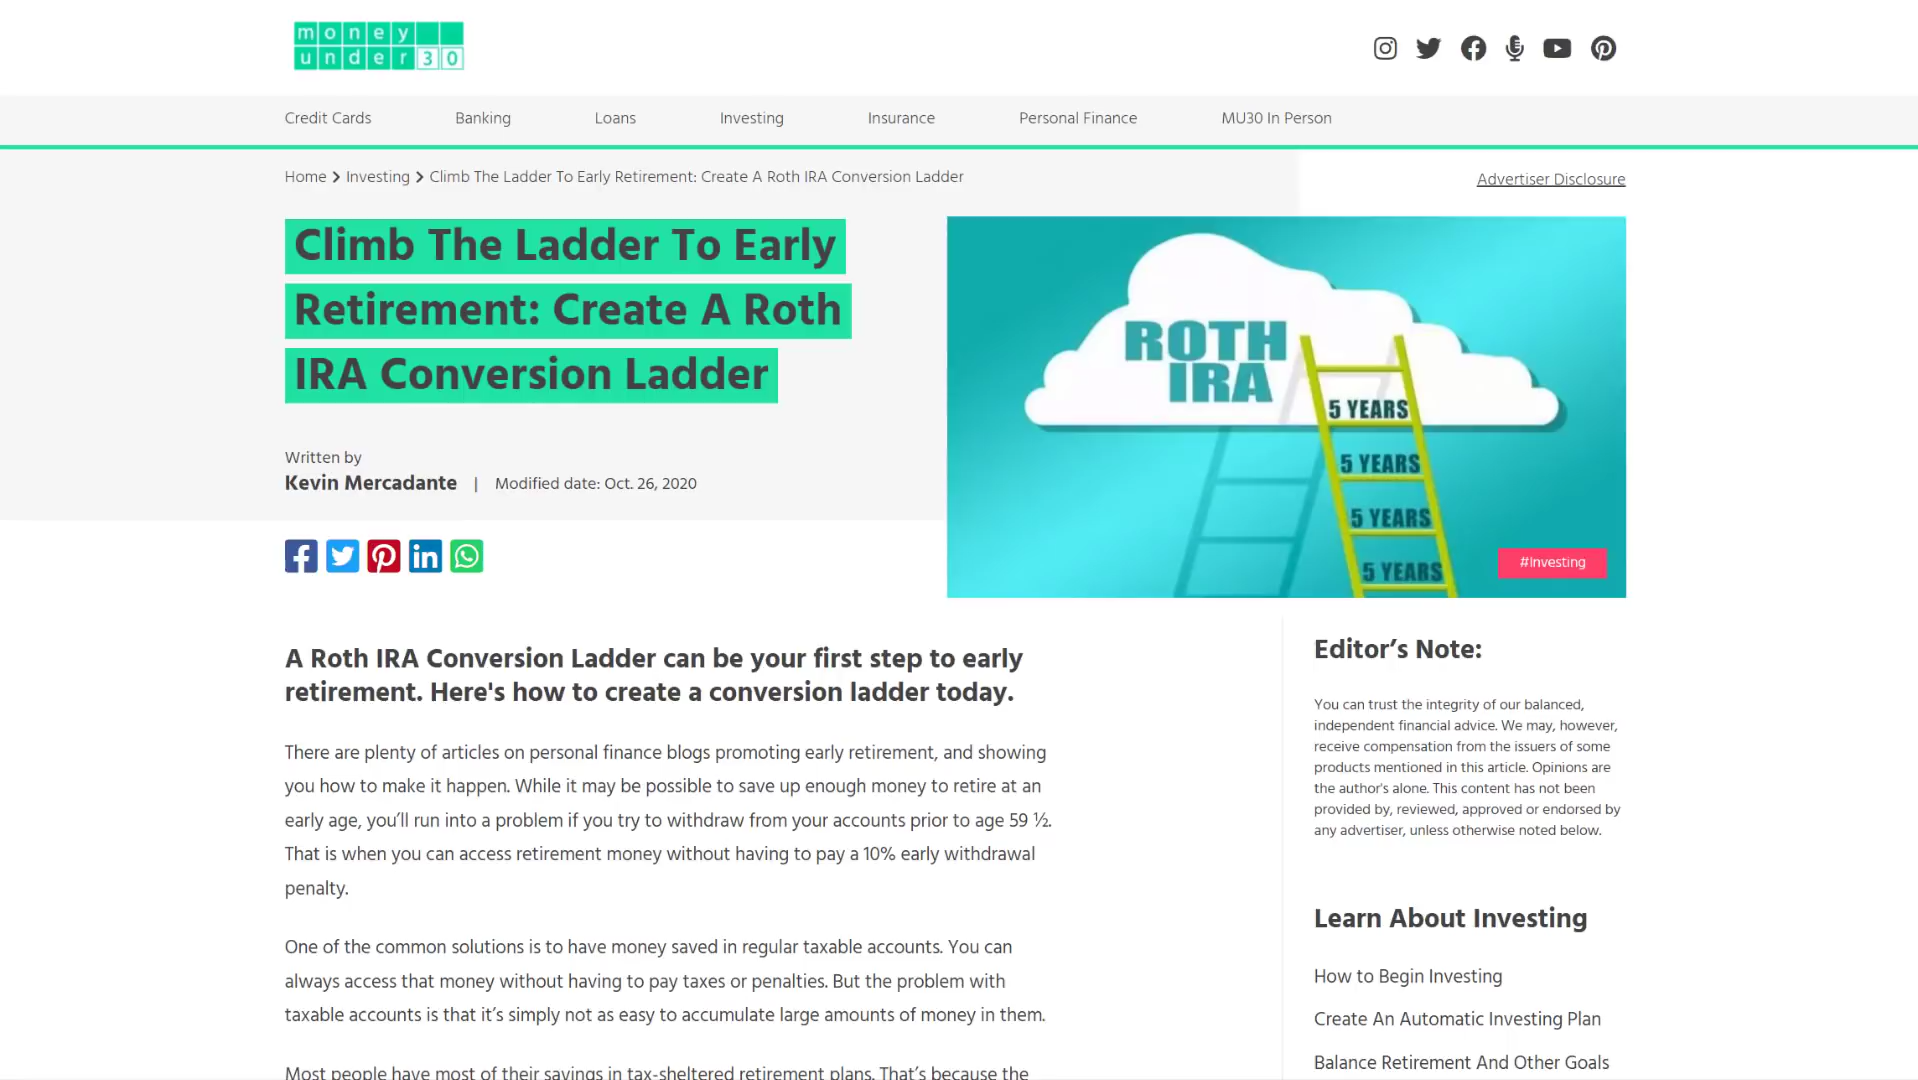 money
under30
Credit Cards
Banking
Loans
Investing
Insurance
Personal Finance
MU30 In Person
Home
Investing
Climb The Ladder To Early Retirement: Create A Roth IRA Conversion Ladder
Advertiser Disclosure
Climb The Ladder To Early
Retirement: Create A Roth
IRA Conversion Ladder
Written by
Kevin Mercadante | Modified date: Oct. 26, 2020
ROTH
IRA
5 YEARS
5 YEARS
5 YEARS
5 YEARS
#Investing
A Roth IRA Conversion Ladder can be your first step to early
retirement. Here's how to create a conversion ladder today.
There are plenty of articles on personal finance blogs promoting early retirement, and showing
you how to make it happen. While it may be possible to save up enough money to retire at an
early age, you’ll run into a problem if you try to withdraw from your accounts prior to age 59 ½.
That is when you can access retirement money without having to pay a 10% early withdrawal
penalty.
One of the common solutions is to have money saved in regular taxable accounts. You can
always access that money without having to pay taxes or penalties. But the problem with
taxable accounts is that it’s simply not as easy to accumulate large amounts of money in them.
Most people have most of their savings in tax-sheltered retirement plans. That’s because the
Editor’s Note:
You can trust the integrity of our balanced,
independent financial advice. We may, however,
receive compensation from the issuers of some
products mentioned in this article. Opinions are
the author's alone. This content has not been
provided by, reviewed, approved or endorsed by
any advertiser, unless otherwise noted below.
Learn About Investing
How to Begin Investing
Create An Automatic Investing Plan
Balance Retirement And Other Goals